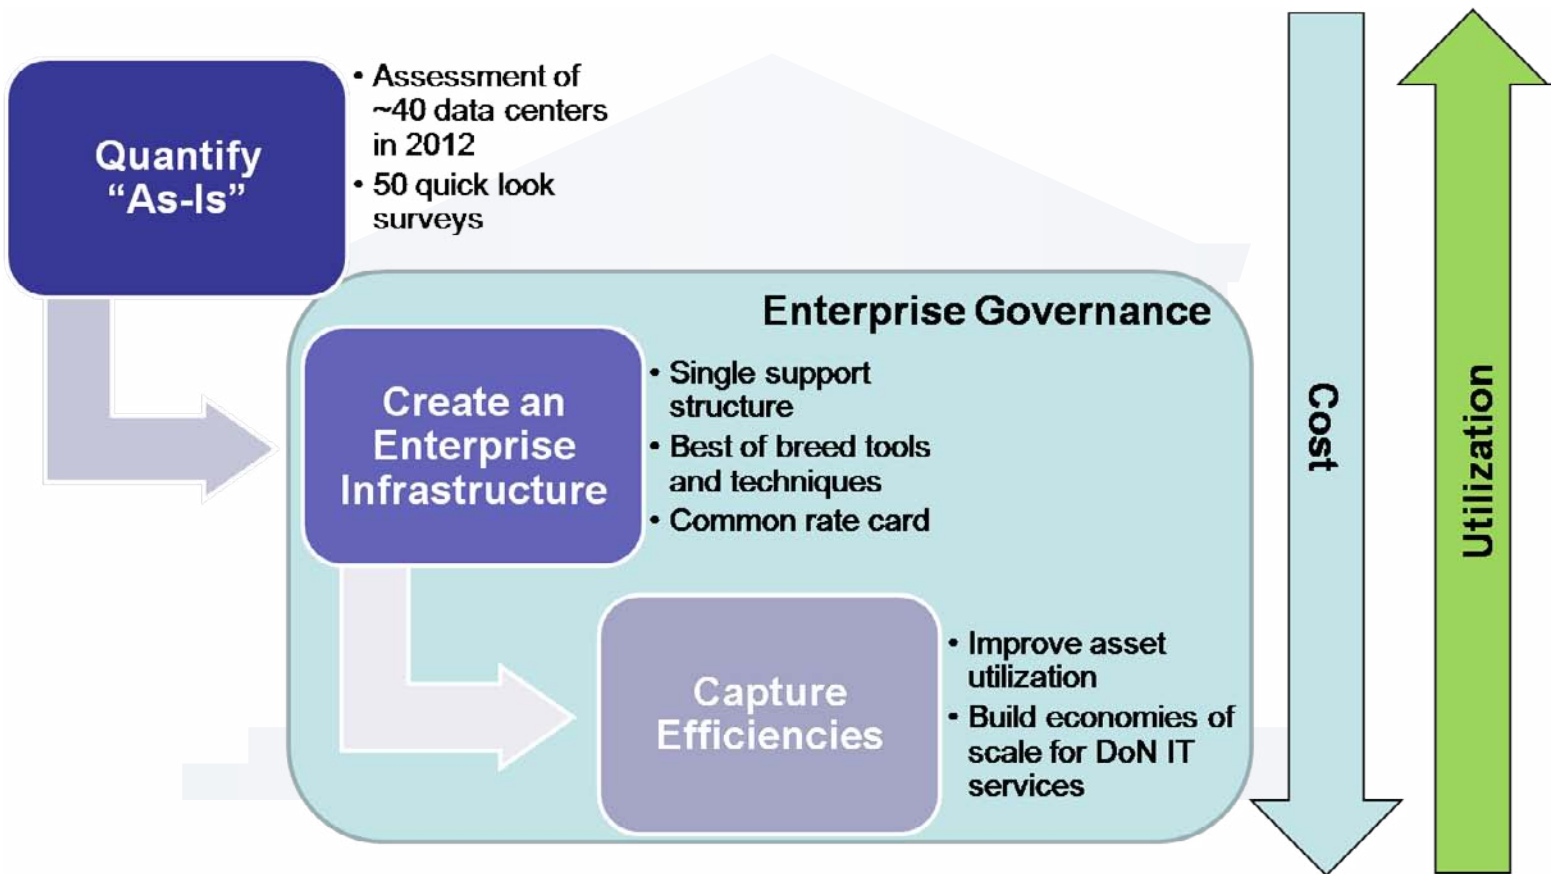 Quantify
“As-Is”
• Assessment of
~40 data centers
in 2012
• 50 quick look
surveys
Enterprise Governance
Create an
Enterprise
Infrastructure
• Single support
structure
• Best of breed tools
and techniques
• Common rate card
Capture
Efficiencies
• Improve asset
utilization
• Build economies of
scale for DoN IT
services
Cost
Utilization